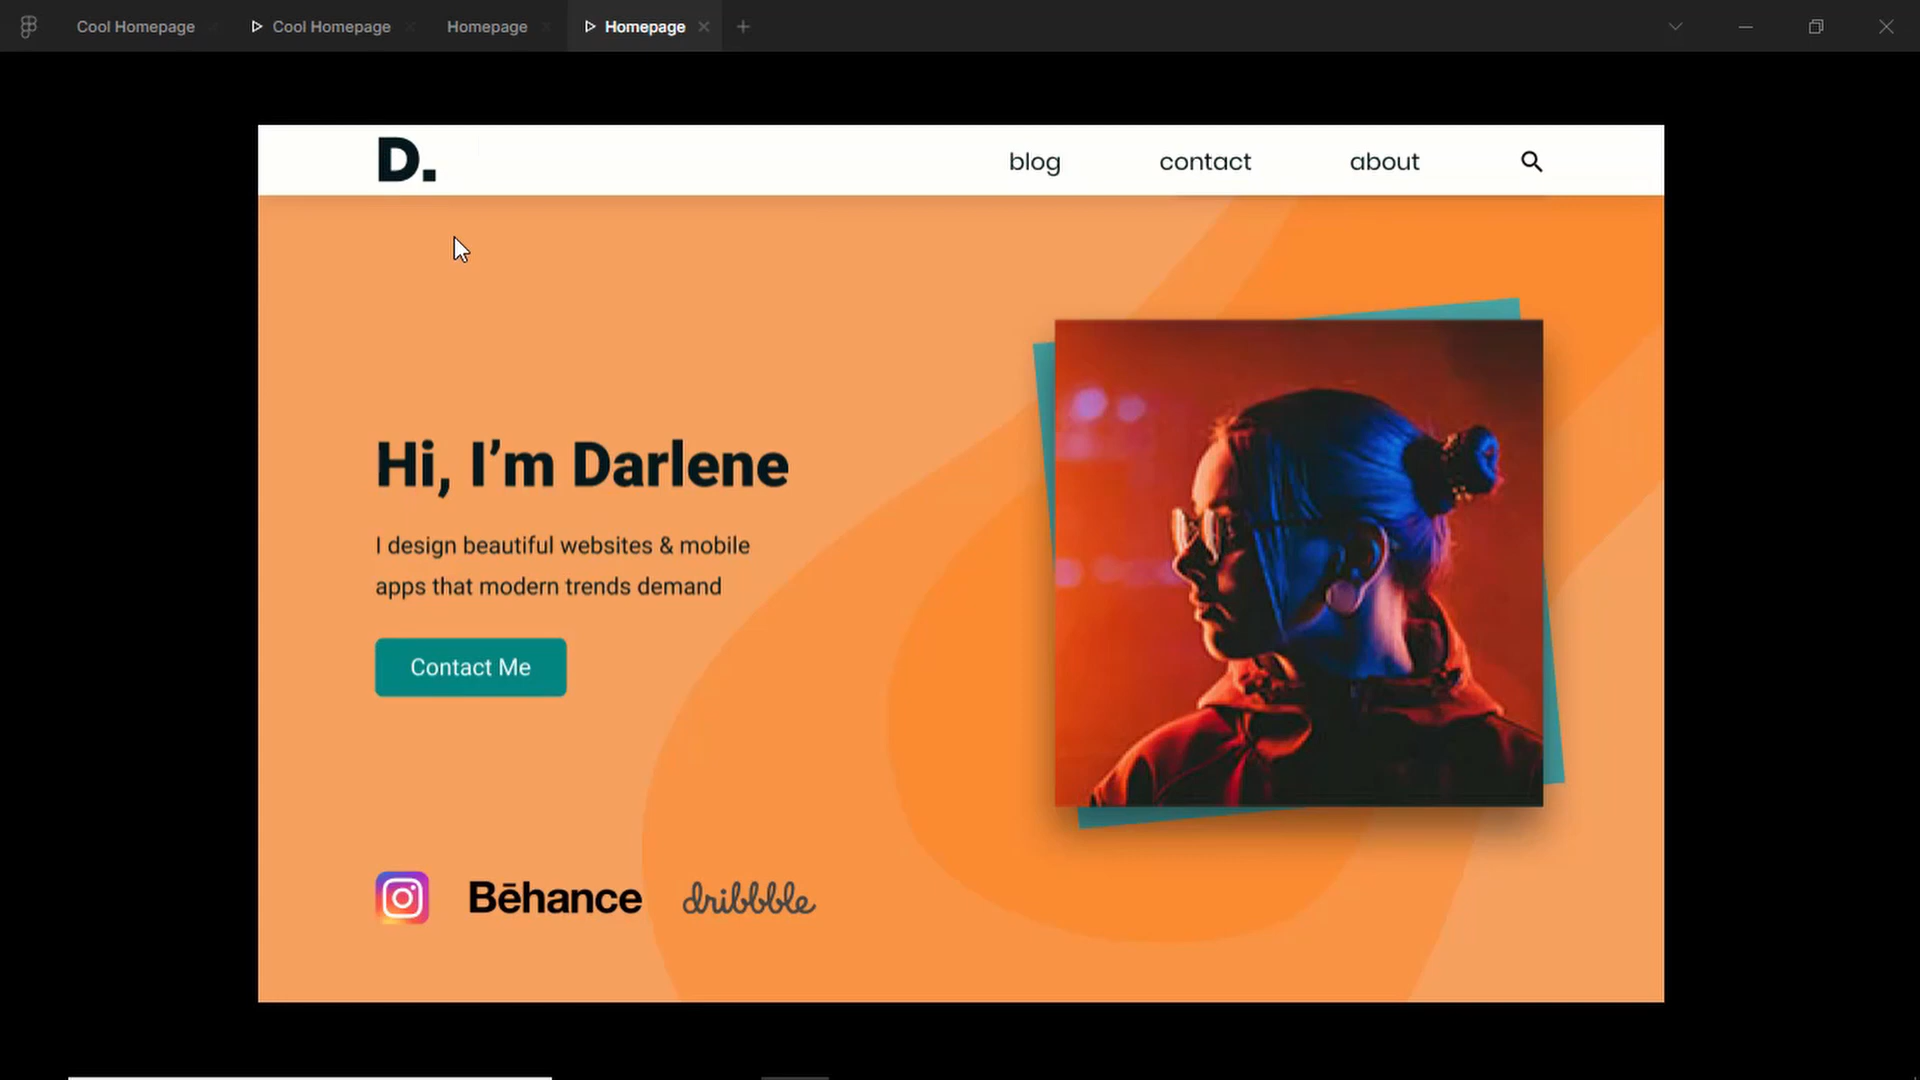 Cool Homepage
Cool Homepage
Homepage
Homepage
D.
blog
contact
about
Hi, I’m Darlene
I design beautiful websites & mobile
apps that modern trends demand
Contact Me
Bēhance
dribbble